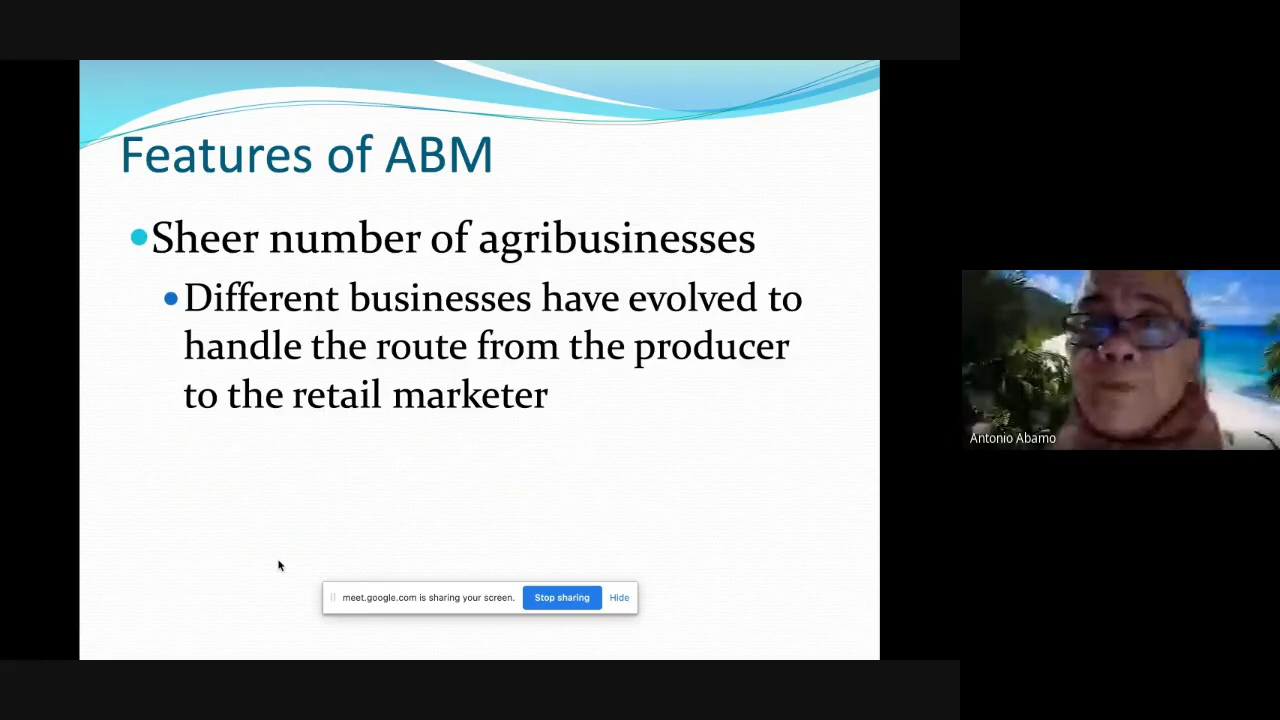 Features of ABM
Sheer number of agribusinesses
Different businesses have evolved to
handle the route from the producer
to the retail marketer
Antonio Abamo
meet.google.com is sharing your screen. Stop sharing Hide